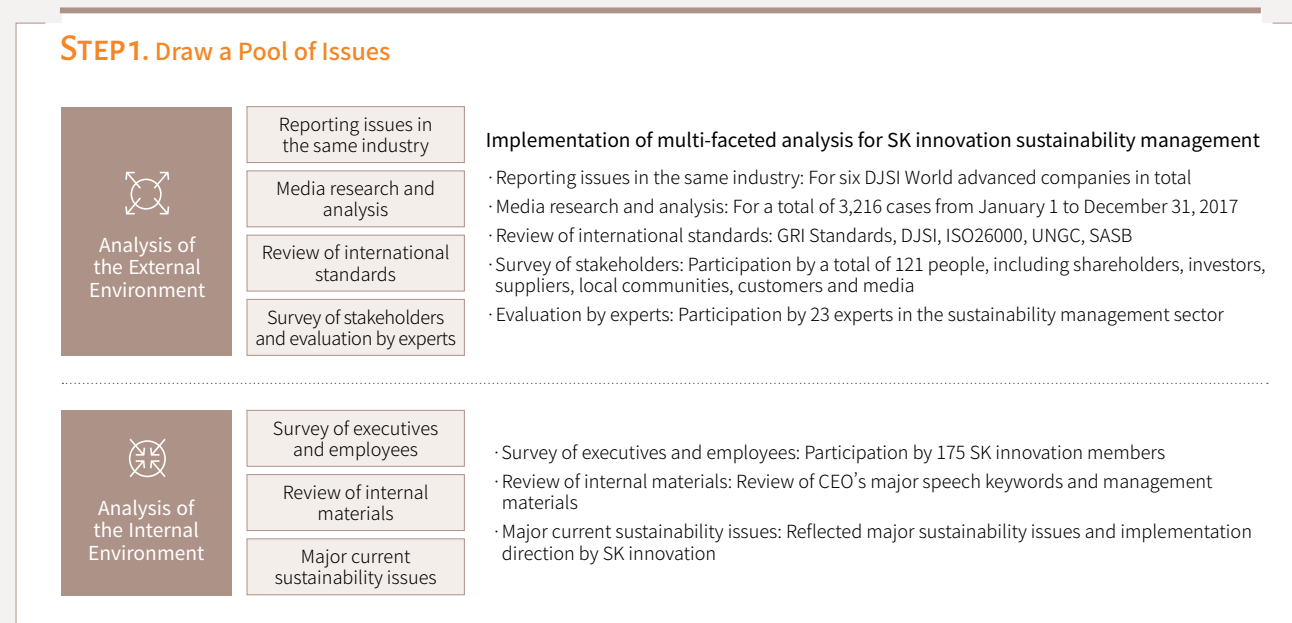 STEP1. Draw a Pool of Issues
Analysis of
the External
Environment
Reporting issues in
the same industry
Media research and
analysis
Review of international
standards
Survey of stakeholders
and evaluation by experts
Implementation of multi-faceted analysis for SK innovation sustainability management
· Reporting issues in the same industry: For six DJSI World advanced companies in total
· Media research and analysis: For a total of 3,216 cases from January 1 to December 31, 2017
· Review of international standards: GRI Standards, DJSI, ISO26000, UNGC, SASB
· Survey of stakeholders: Participation by a total of 121 people, including shareholders, investors,
suppliers, local communities, customers and media
· Evaluation by experts: Participation by 23 experts in the sustainability management sector
Analysis of
the Internal
Environment
Survey of executives
and employees
Review of internal
materials
Major current
sustainability issues
· Survey of executives and employees: Participation by 175 SK innovation members
· Review of internal materials: Review of CEO’s major speech keywords and management
materials
· Major current sustainability issues: Reflected major sustainability issues and implementation
direction by SK innovation